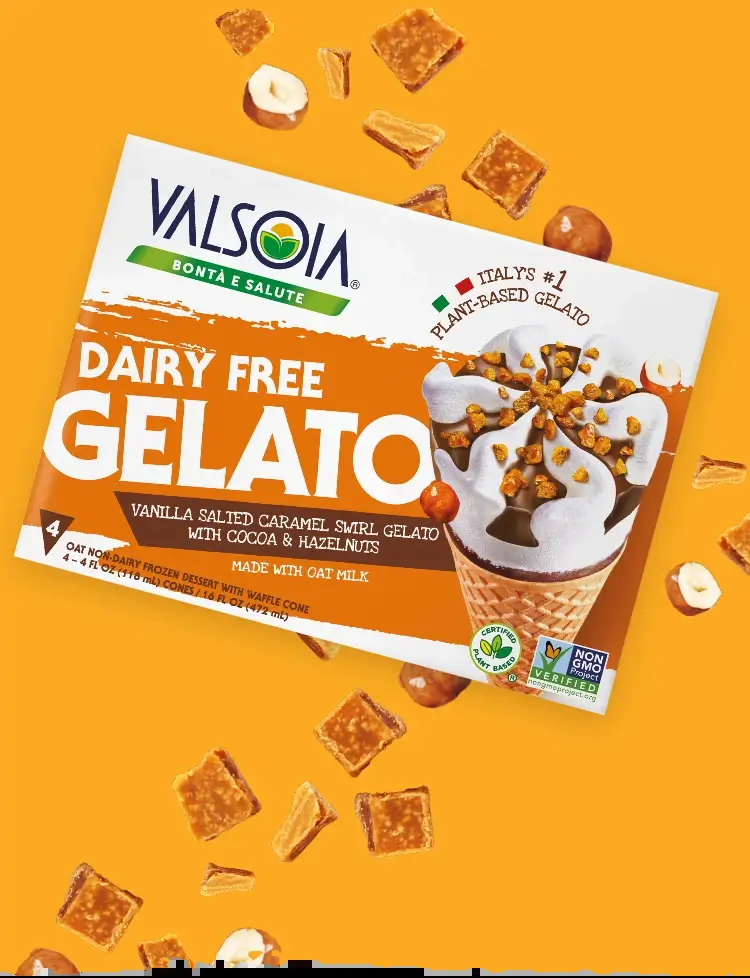 VALSOIA®
BONTÀ E SALUTE
ITALY'S #1
PLANT-BASED GELATO
DAIRY FREE
GELATO
VANILLA SALTED CARAMEL SWIRL GELATO
WITH COCOA & HAZELNUTS
MADE WITH OAT MILK
4
OAT NON-DAIRY FROZEN DESSERT WITH WAFFLE CONE
4 – 4 FL OZ (118 mL) CONES / 16 FL OZ (472 mL)
CERTIFIED
PLANT BASED
®
NON
GMO
Project
VERIFIED
nongmoproject.org